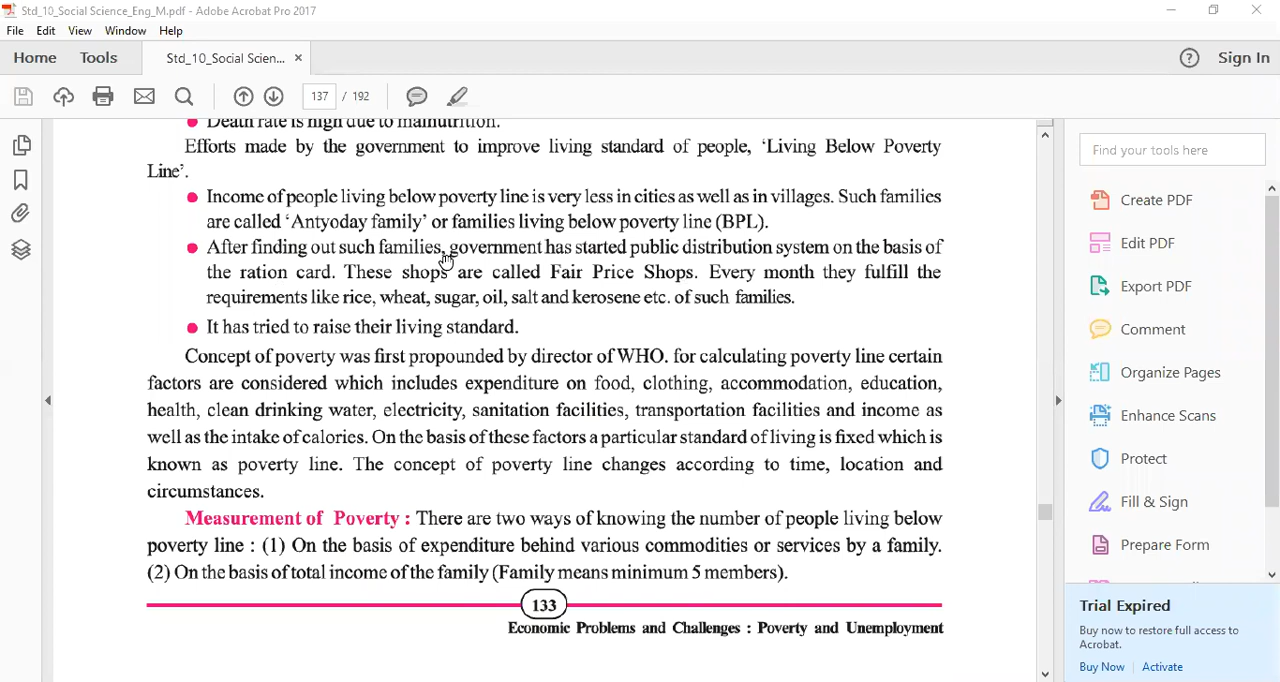 Std_10_Social Science_Eng_M.pdf - Adobe Acrobat Pro 2017
File Edit View Window Help
Home Tools Std_10_Social Scien... × ? Sign In
137 / 192
Death rate is high due to malnutrition.
Efforts made by the government to improve living standard of people, ‘Living Below Poverty
Line’.
Income of people living below poverty line is very less in cities as well as in villages. Such families
are called ‘Antyoday family’ or families living below poverty line (BPL).
After finding out such families, government has started public distribution system on the basis of
the ration card. These shops are called Fair Price Shops. Every month they fulfill the
requirements like rice, wheat, sugar, oil, salt and kerosene etc. of such families.
It has tried to raise their living standard.
Concept of poverty was first propounded by director of WHO. for calculating poverty line certain
factors are considered which includes expenditure on food, clothing, accommodation, education,
health, clean drinking water, electricity, sanitation facilities, transportation facilities and income as
well as the intake of calories. On the basis of these factors a particular standard of living is fixed which is
known as poverty line. The concept of poverty line changes according to time, location and
circumstances.
Measurement of Poverty : There are two ways of knowing the number of people living below
poverty line : (1) On the basis of expenditure behind various commodities or services by a family.
(2) On the basis of total income of the family (Family means minimum 5 members).
133
Economic Problems and Challenges : Poverty and Unemployment
Find your tools here
Create PDF
Edit PDF
Export PDF
Comment
Organize Pages
Enhance Scans
Protect
Fill & Sign
Prepare Form
Trial Expired
Buy now to restore full access to
Acrobat.
Buy Now Activate